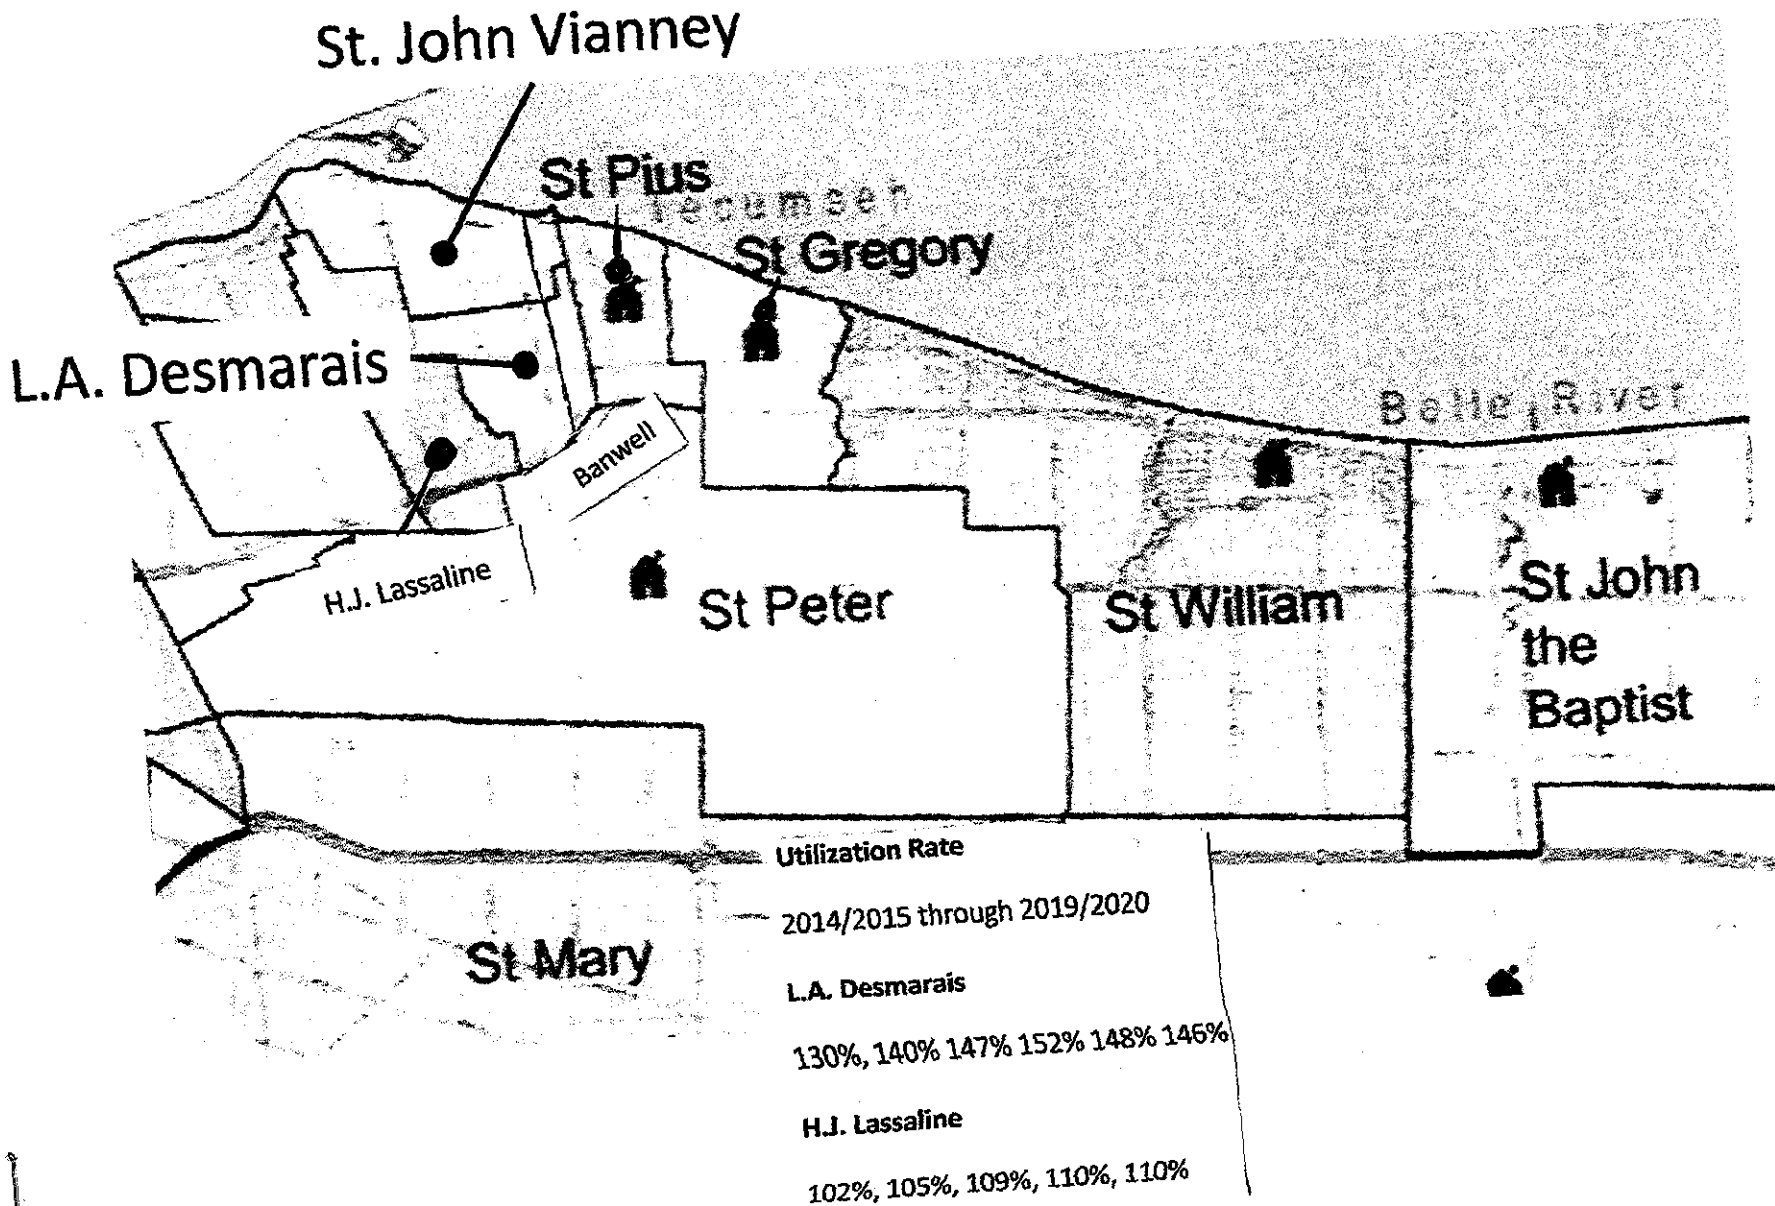 St. John Vianney
St Pius
Tecumseh
St Gregory
L.A. Desmarais
Belle River
Banwell
H.J. Lassaline
St Peter
St William
St John
the
Baptist
Utilization Rate
2014/2015 through 2019/2020
St Mary
L.A. Desmarais
130%, 140% 147% 152% 148% 146%
H.J. Lassaline
102%, 105%, 109%, 110%, 110%